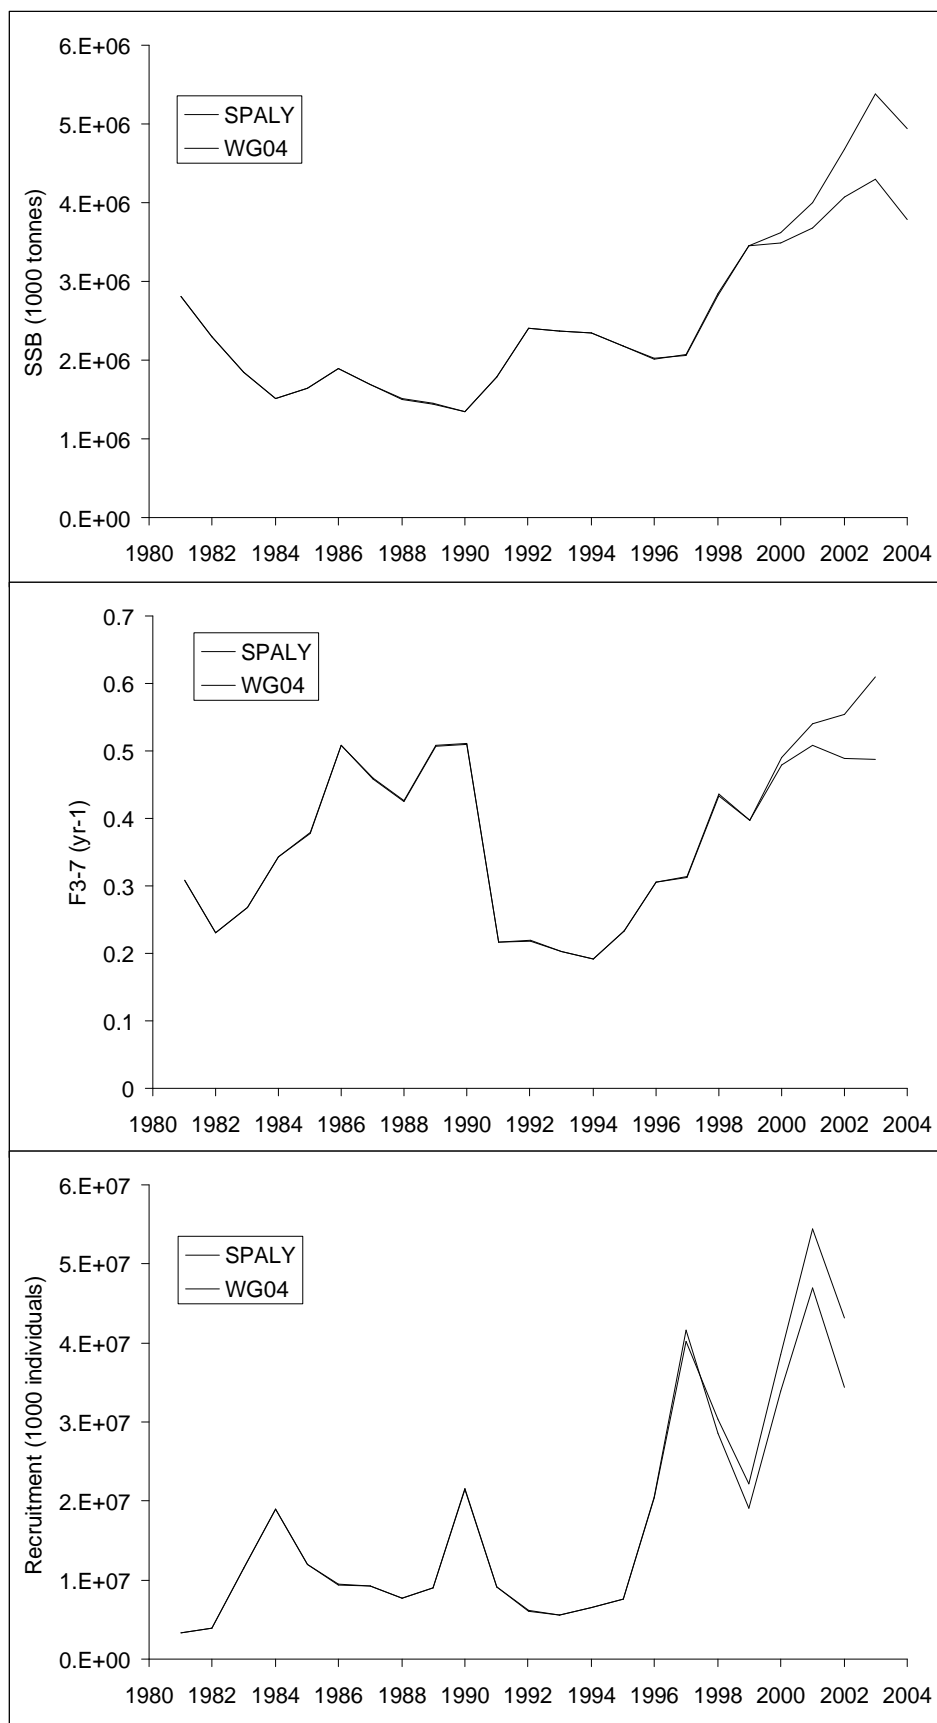 SSB (1000 tonnes)
6.E+06
5.E+06
4.E+06
3.E+06
2.E+06
1.E+06
0.E+00
SPALY
WG04
1980 1982 1984 1986 1988 1990 1992 1994 1996 1998 2000 2002 2004
F3-7 (yr-1)
0.7
0.6
0.5
0.4
0.3
0.2
0.1
0
SPALY
WG04
1980 1982 1984 1986 1988 1990 1992 1994 1996 1998 2000 2002 2004
Recruitment (1000 individuals)
6.E+07
5.E+07
4.E+07
3.E+07
2.E+07
1.E+07
0.E+00
SPALY
WG04
1980 1982 1984 1986 1988 1990 1992 1994 1996 1998 2000 2002 2004